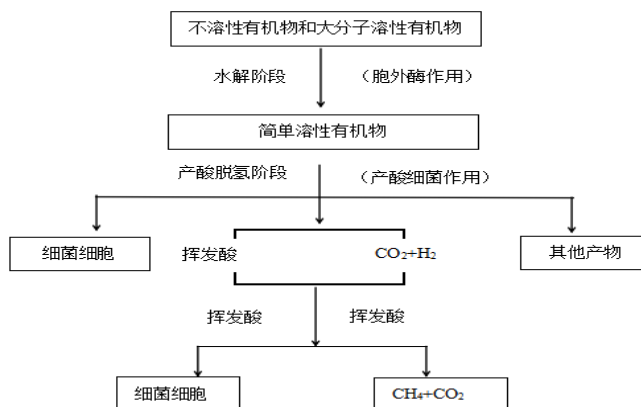 不溶性有机物和大分子溶性有机物
水解阶段 （胞外酶作用）
简单溶性有机物
产酸脱氢阶段 （产酸细菌作用）
细菌细胞 挥发酸 CO₂+H₂ 其他产物
挥发酸 挥发酸
细菌细胞 CH₄+CO₂